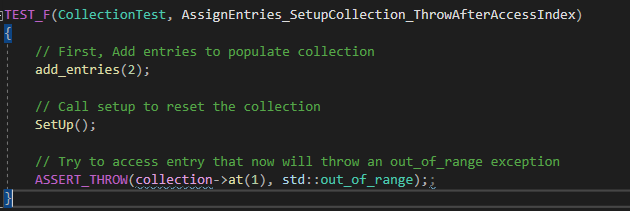 TEST_F(CollectionTest, AssignEntries_SetupCollection_ThrowAfterAccessIndex)
{
// First, Add entries to populate collection
add_entries(2);
// Call setup to reset the collection
SetUp();
// Try to access entry that now will throw an out_of_range exception
ASSERT_THROW(collection->at(1), std::out_of_range);;
}